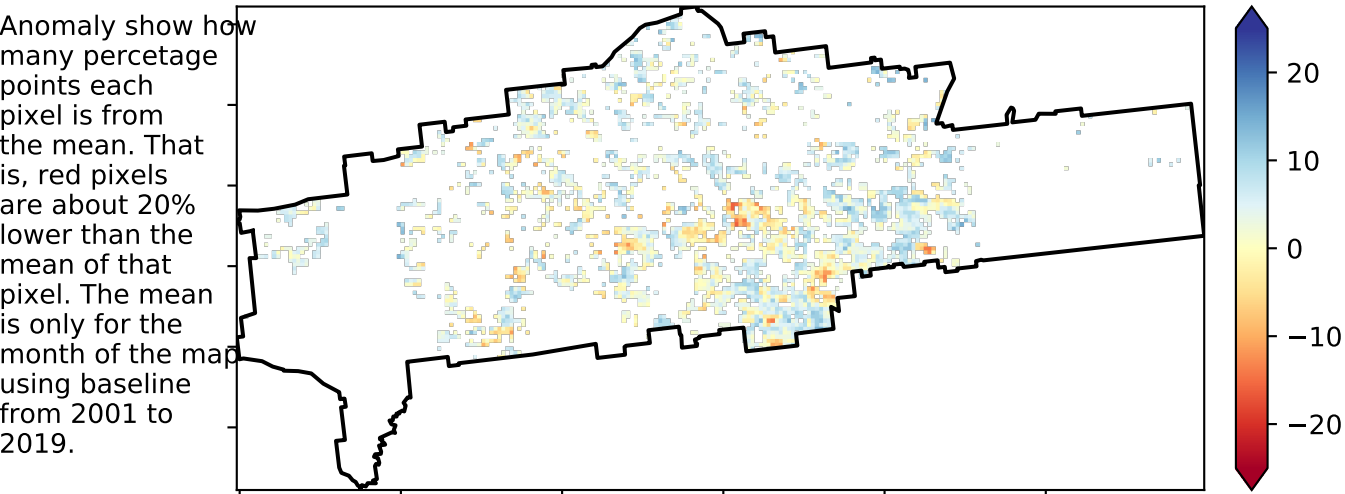 Anomaly show how
many percetage
points each
pixel is from
the mean. That
is, red pixels
are about 20%
lower than the
mean of that
pixel. The mean
is only for the
month of the map
using baseline
from 2001 to
2019.
20
10
0
−10
−20